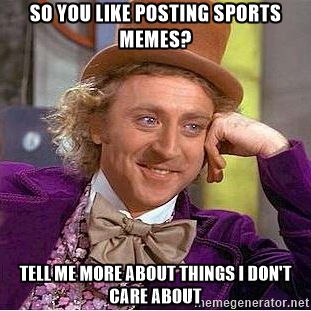 SO YOU LIKE POSTING SPORTS
MEMES?
TELL ME MORE ABOUT THINGS I DON'T
CARE ABOUT
memegenerator.net